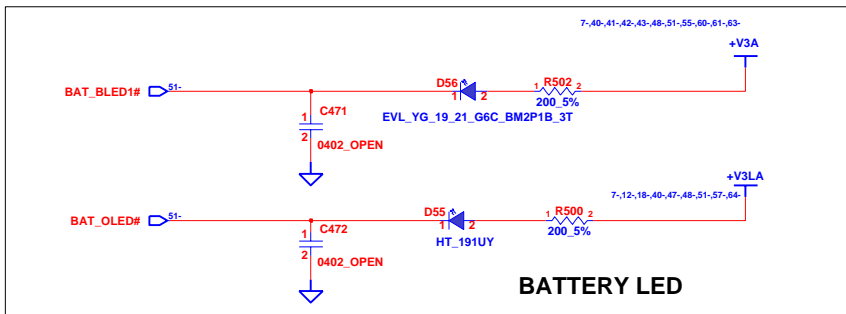 7-,40-,41-,42-,43-,48-,51-,55-,60-,61-,63-
+V3A
BAT_BLED1# 51- D56 1 2 1 R502 2
C471 EVL_YG_19_21_G6C_BM2P1B_3T 200_5%
1
2
0402_OPEN
+V3LA
7-,12-,18-,40-,47-,48-,51-,57-,64-
BAT_OLED# 51- D55 1 2 1 R500 2
C472 HT_191UY 200_5%
1
2
0402_OPEN
BATTERY LED